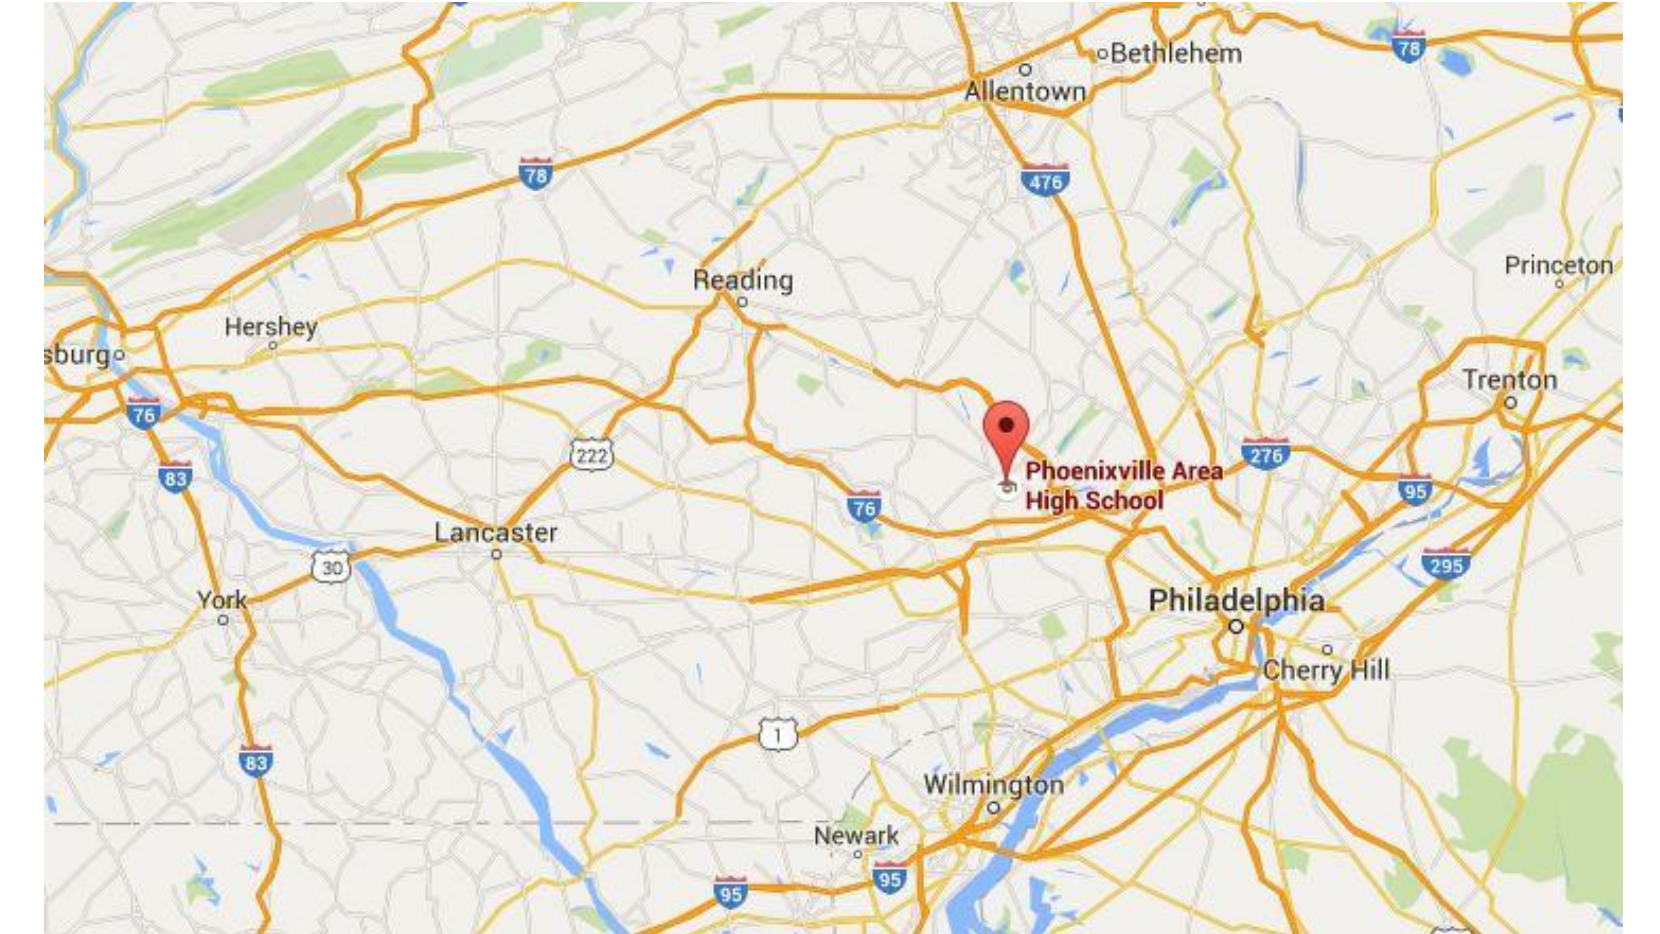 Bethlehem
78
Allentown
78
476
Princeton
Reading
Hershey
sburg
Trenton
76
222
276
83
Phoenixville Area
High School
95
76
Lancaster
30
295
York
Philadelphia
Cherry Hill
1
83
Wilmington
Newark
95
95